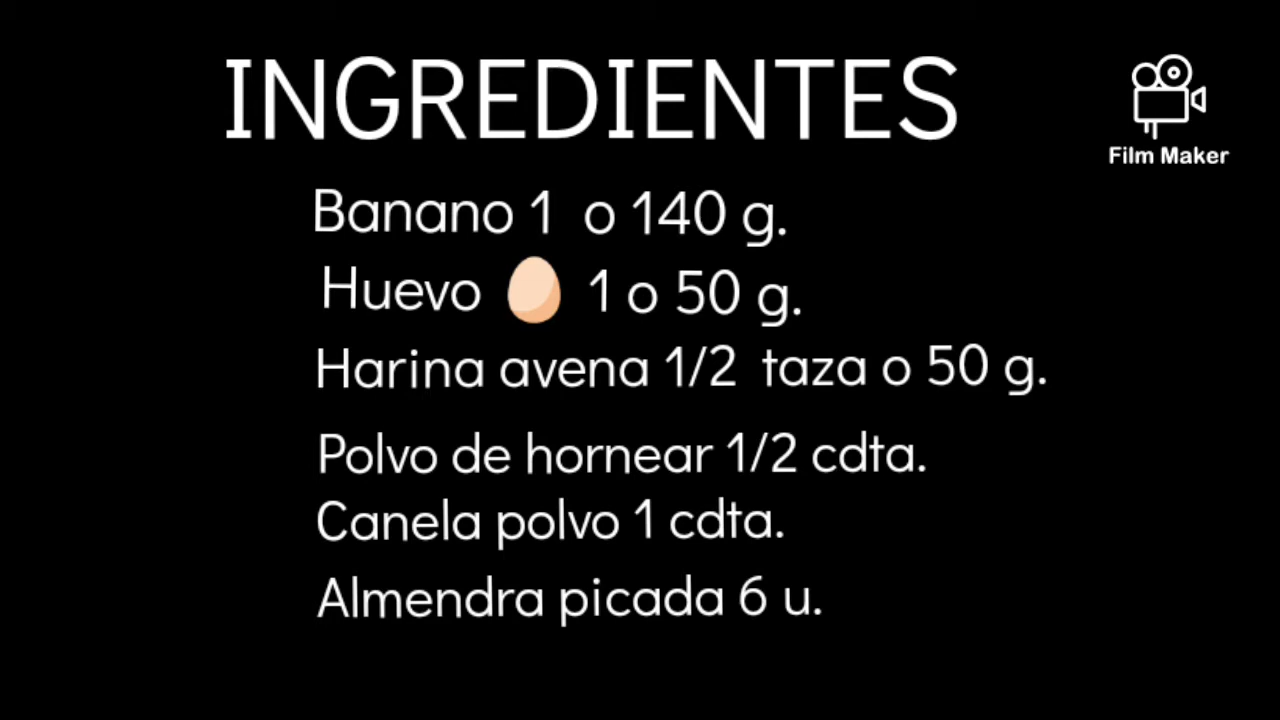 INGREDIENTES
Film Maker
Banano 1 o 140 g.
Huevo 1 o 50 g.
Harina avena 1/2 taza o 50 g.
Polvo de hornear 1/2 cdta.
Canela polvo 1 cdta.
Almendra picada 6 u.